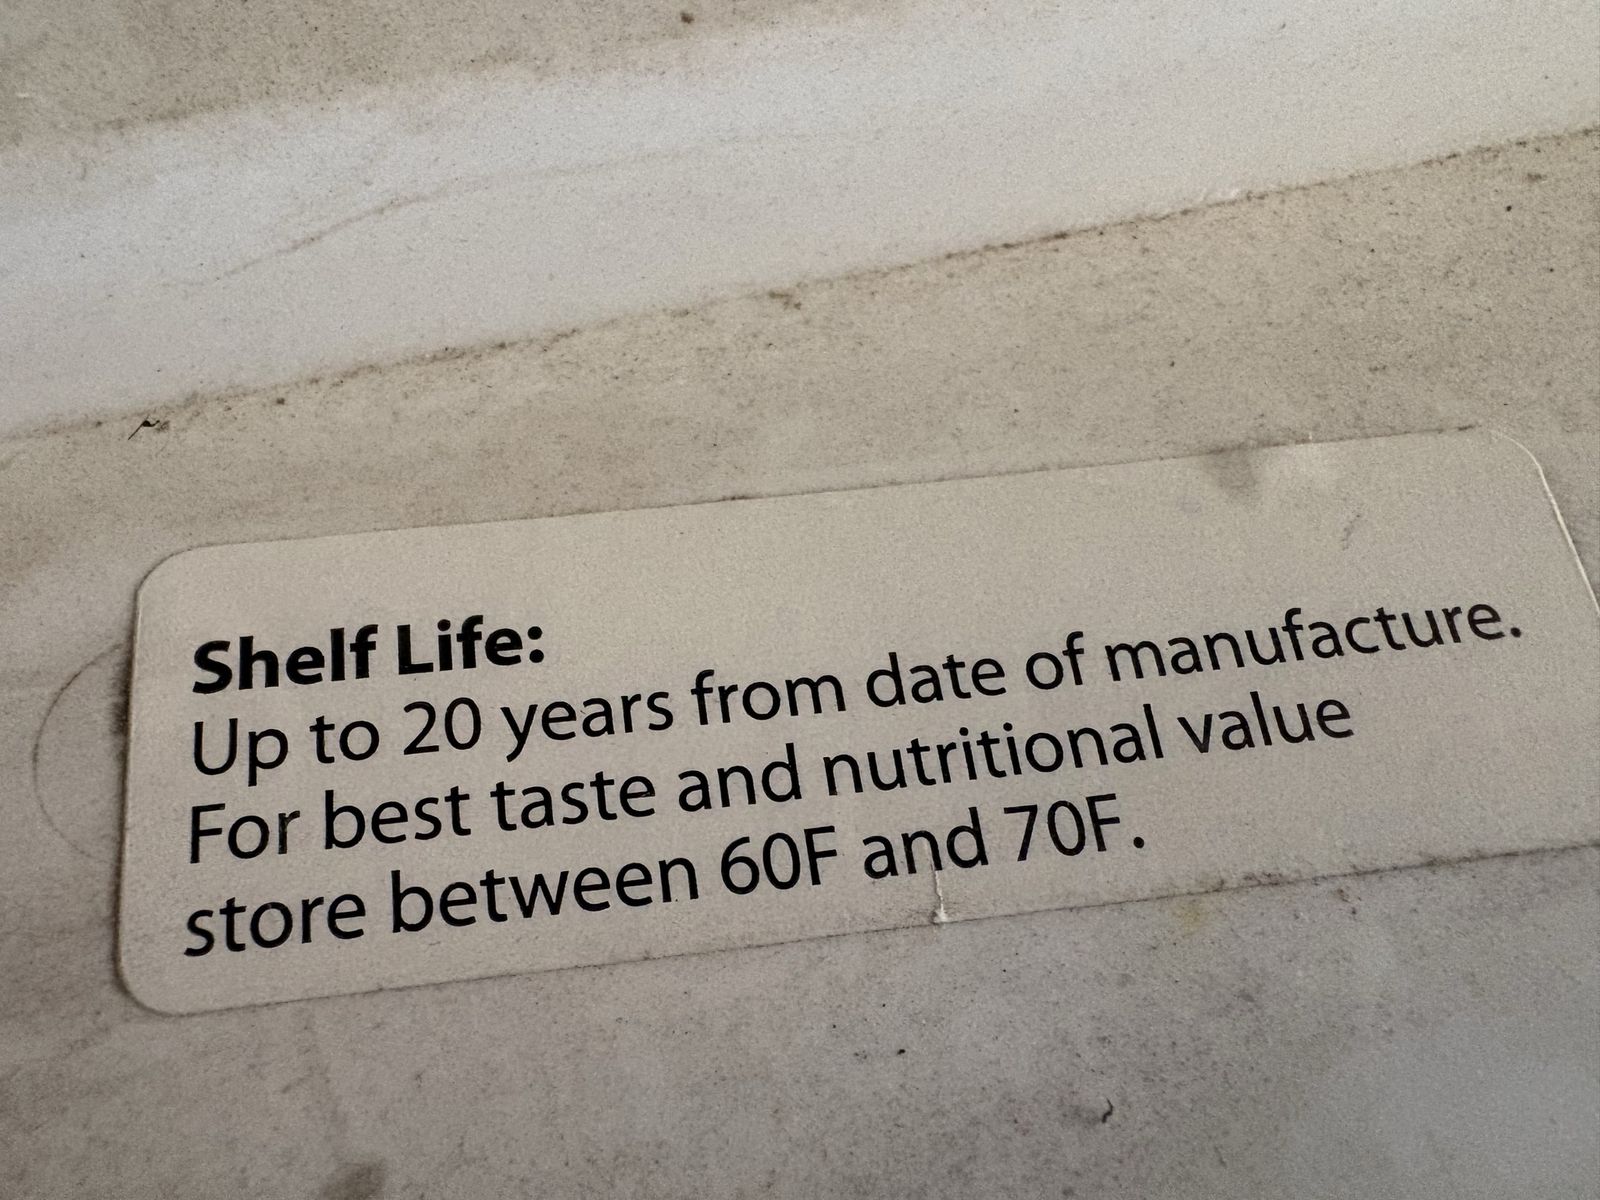 Shelf Life:
Up to 20 years from date of manufacture.
For best taste and nutritional value
store between 60F and 70F.